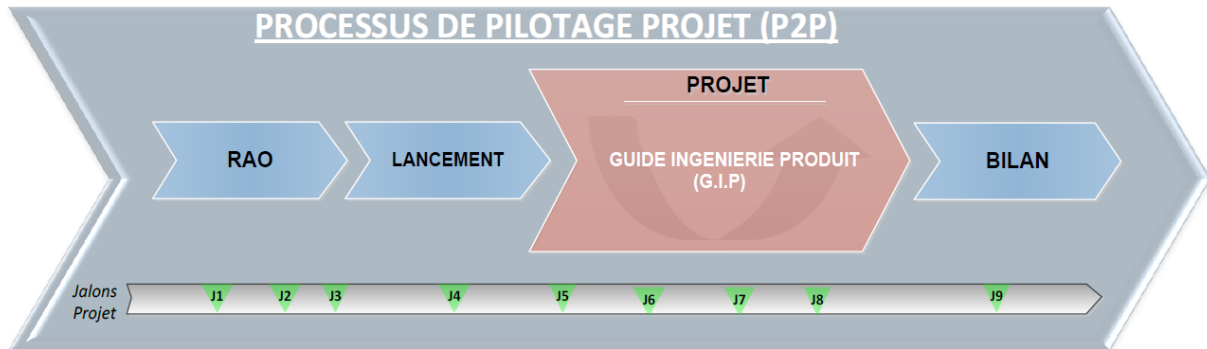 PROCESSUS DE PILOTAGE PROJET (P2P)
PROJET
RAO
LANCEMENT
GUIDE INGENIERIE PRODUIT
(G.I.P)
BILAN
Jalons
Projet
J1 J2 J3 J4 J5 J6 J7 J8 J9